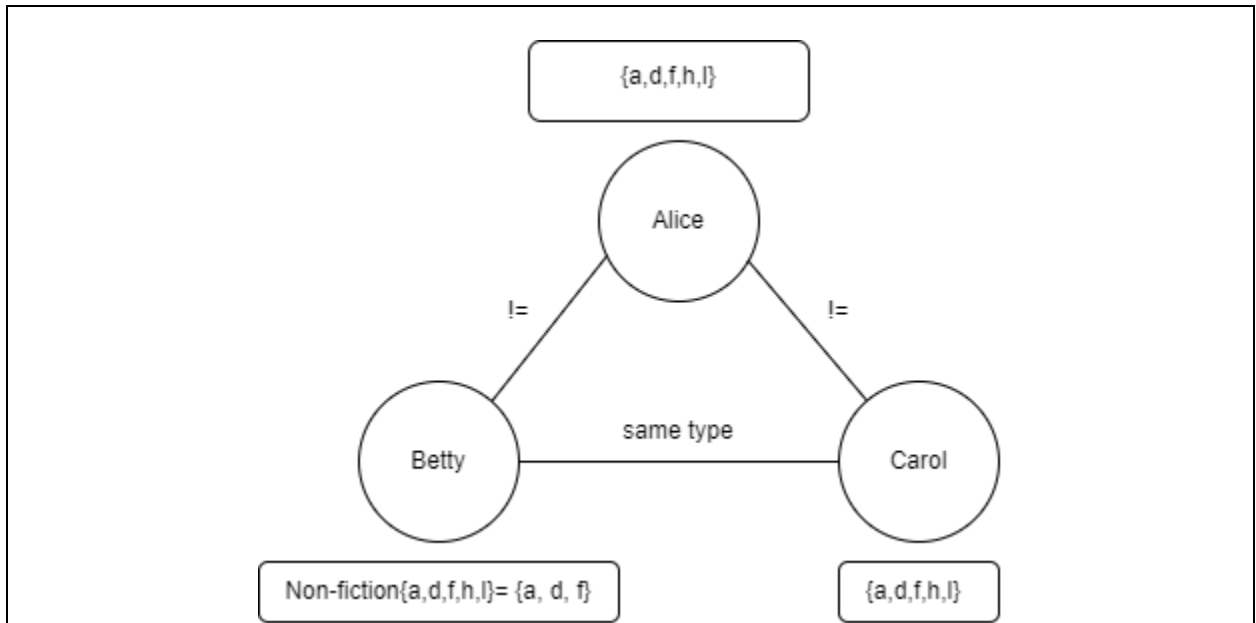 {a,d,f,h,l}
Alice
!=
!=
same type
Betty
Carol
Non-fiction{a,d,f,h,l}= {a, d, f}
{a,d,f,h,l}